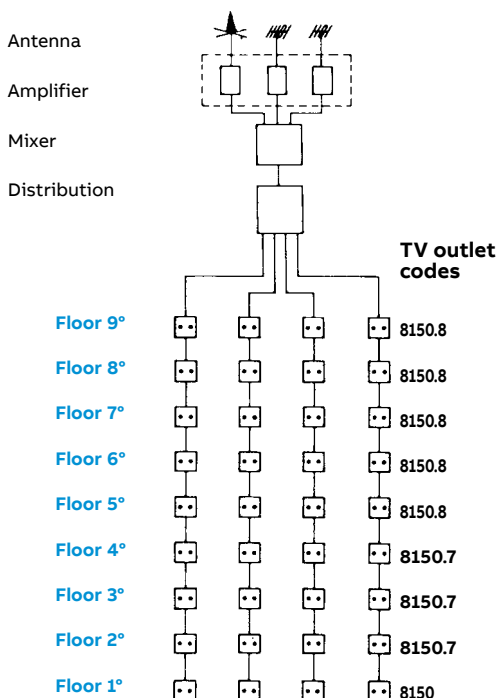 Antenna
Amplifier
Mixer
Distribution
TV outlet
codes
Floor 9° 8150.8
Floor 8° 8150.8
Floor 7° 8150.8
Floor 6° 8150.8
Floor 5° 8150.8
Floor 4° 8150.7
Floor 3° 8150.7
Floor 2° 8150.7
Floor 1° 8150